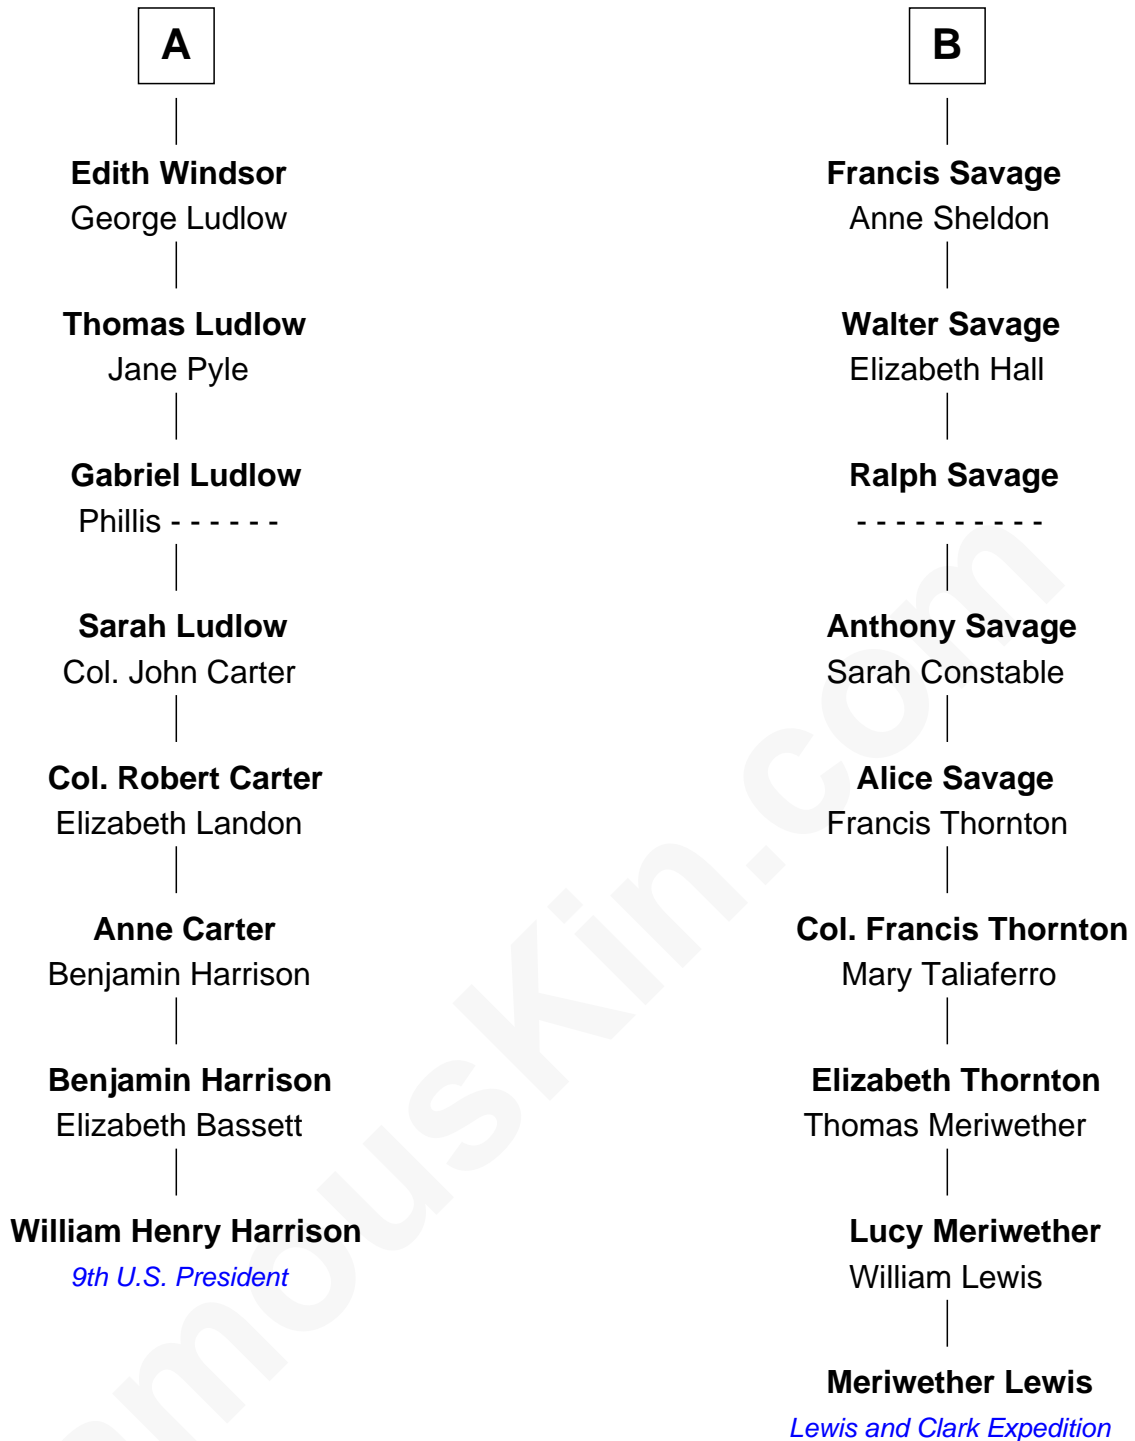 A
Edith Windsor
George Ludlow
Thomas Ludlow
Jane Pyle
Gabriel Ludlow
Phillis - - - - - -
Sarah Ludlow
Col. John Carter
Col. Robert Carter
Elizabeth Landon
Anne Carter
Benjamin Harrison
Benjamin Harrison
Elizabeth Bassett
William Henry Harrison
9th U.S. President
B
Francis Savage
Anne Sheldon
Walter Savage
Elizabeth Hall
Ralph Savage
- - - - - - - - - -
Anthony Savage
Sarah Constable
Alice Savage
Francis Thornton
Col. Francis Thornton
Mary Taliaferro
Elizabeth Thornton
Thomas Meriwether
Lucy Meriwether
William Lewis
Meriwether Lewis
Lewis and Clark Expedition
amouskin.com